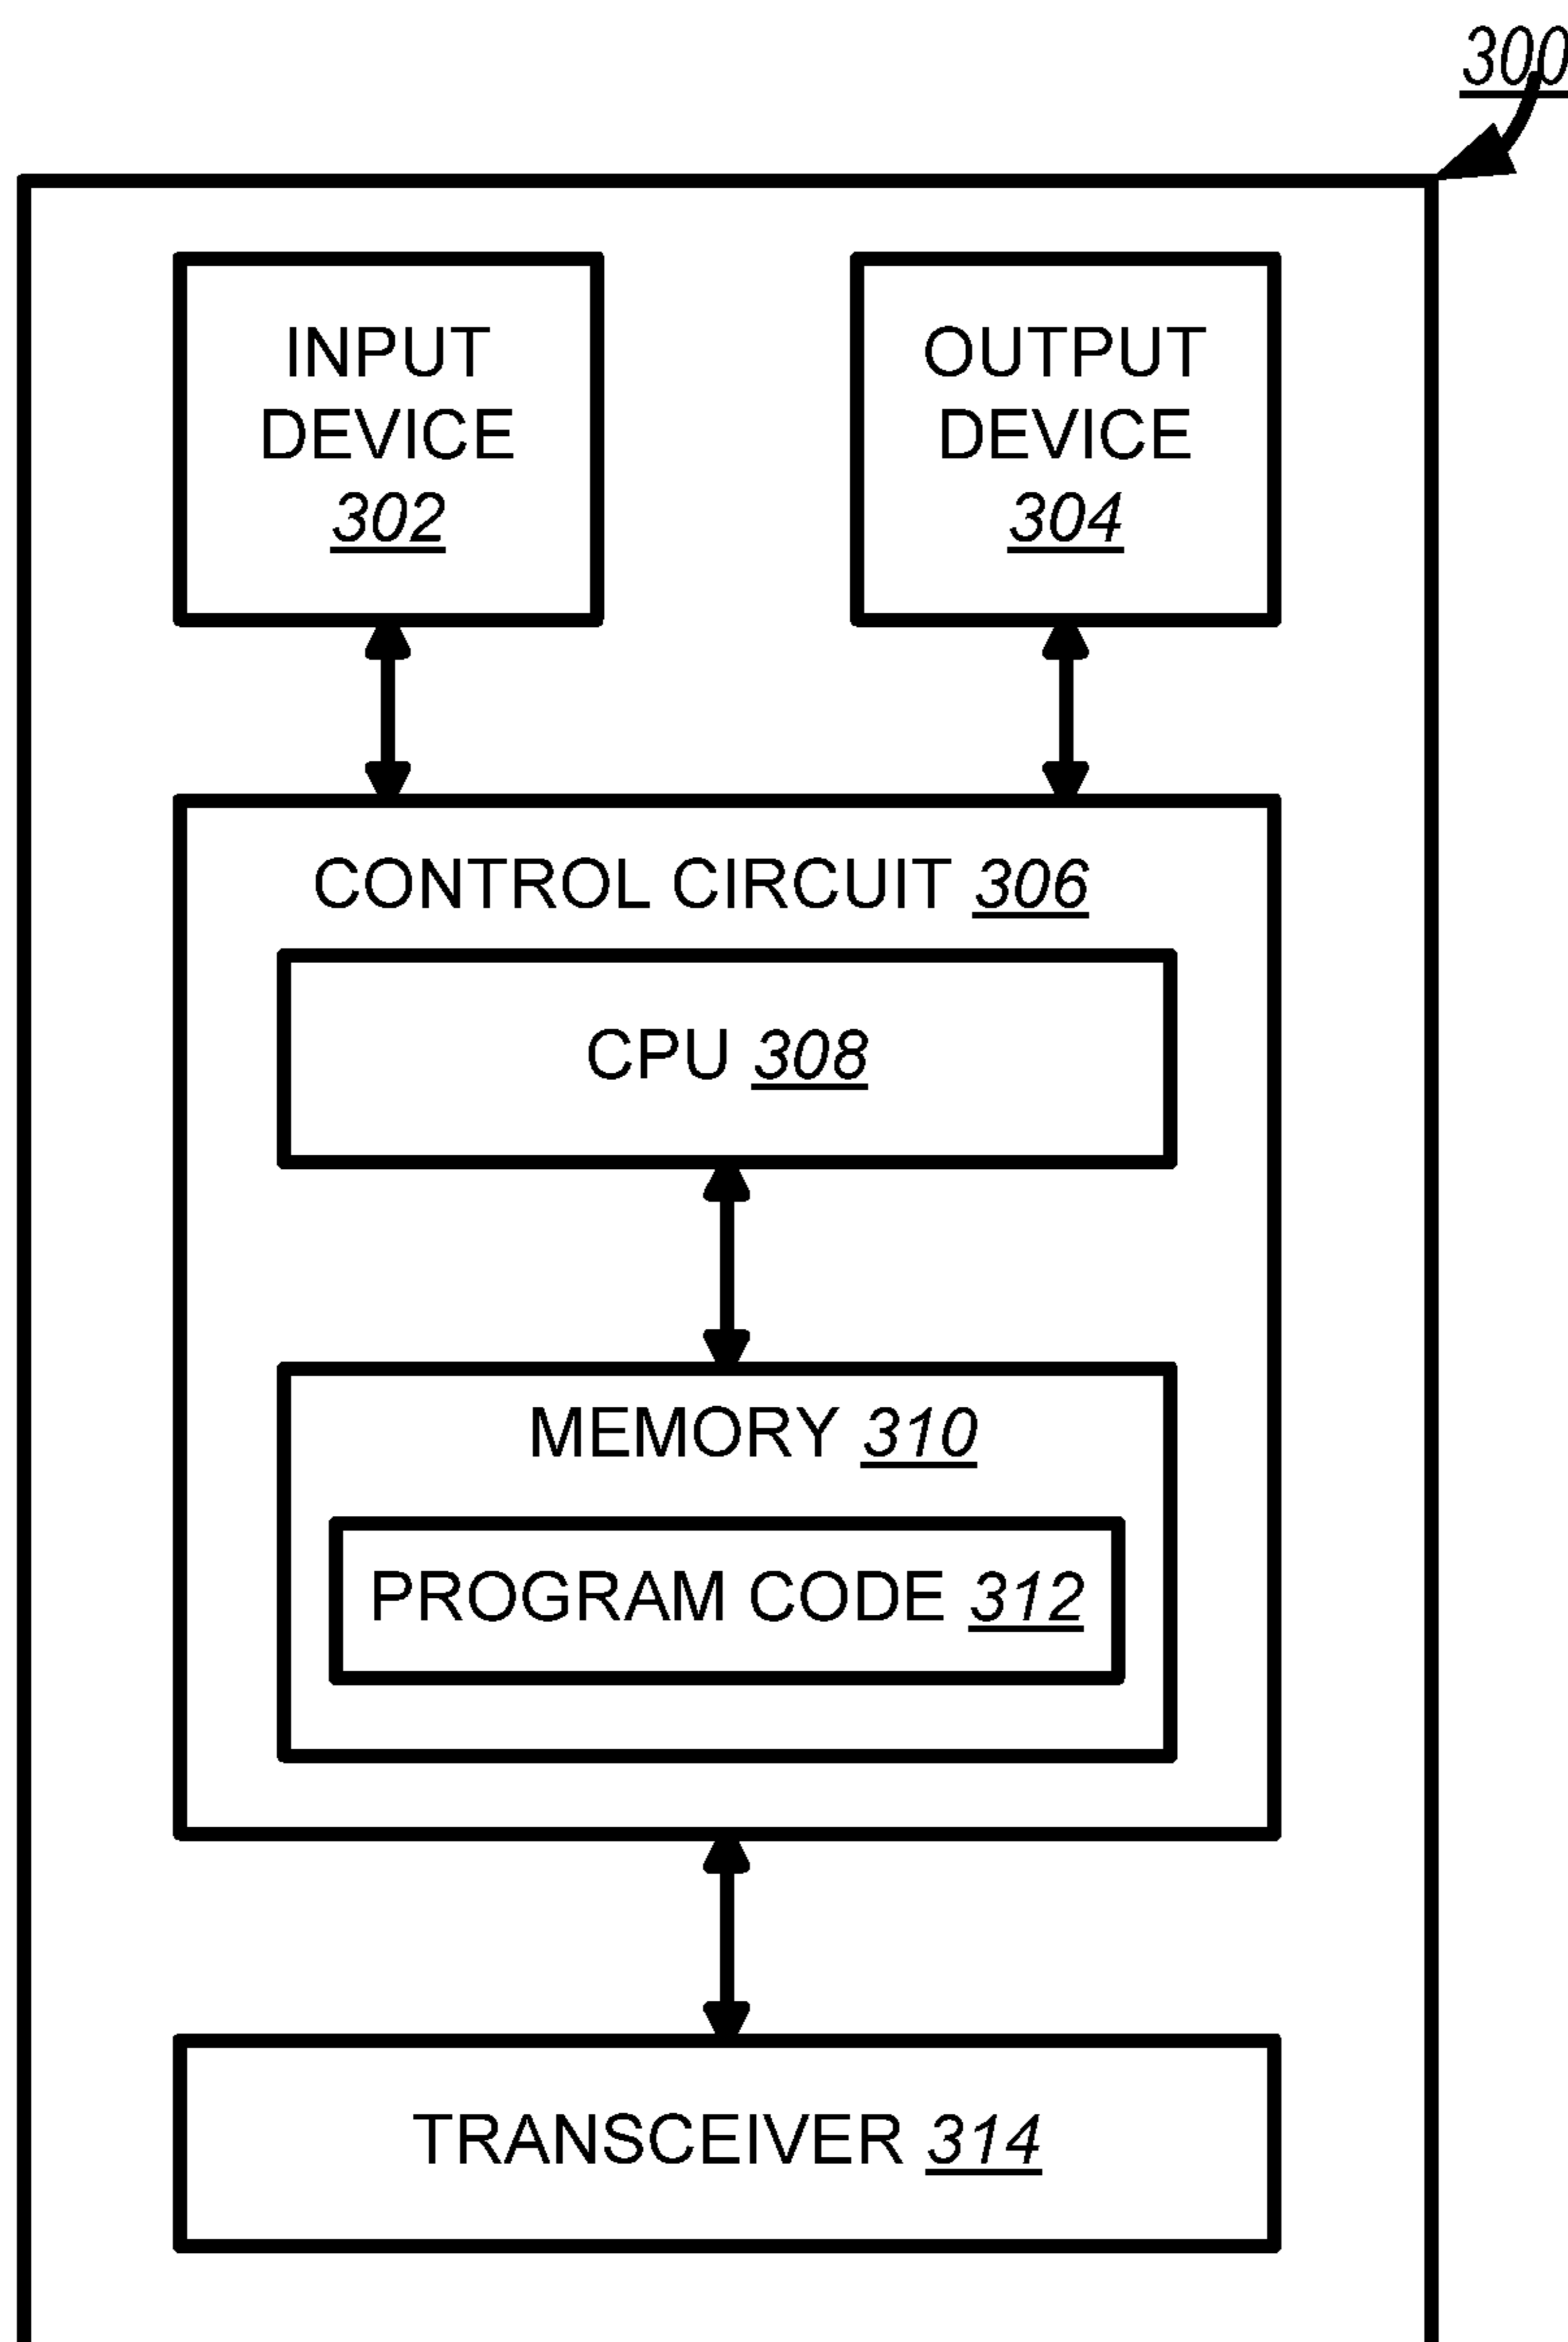 300
INPUT
DEVICE
302
OUTPUT
DEVICE
304
CONTROL CIRCUIT 306
CPU 308
MEMORY 310
PROGRAM CODE 312
TRANSCEIVER 314